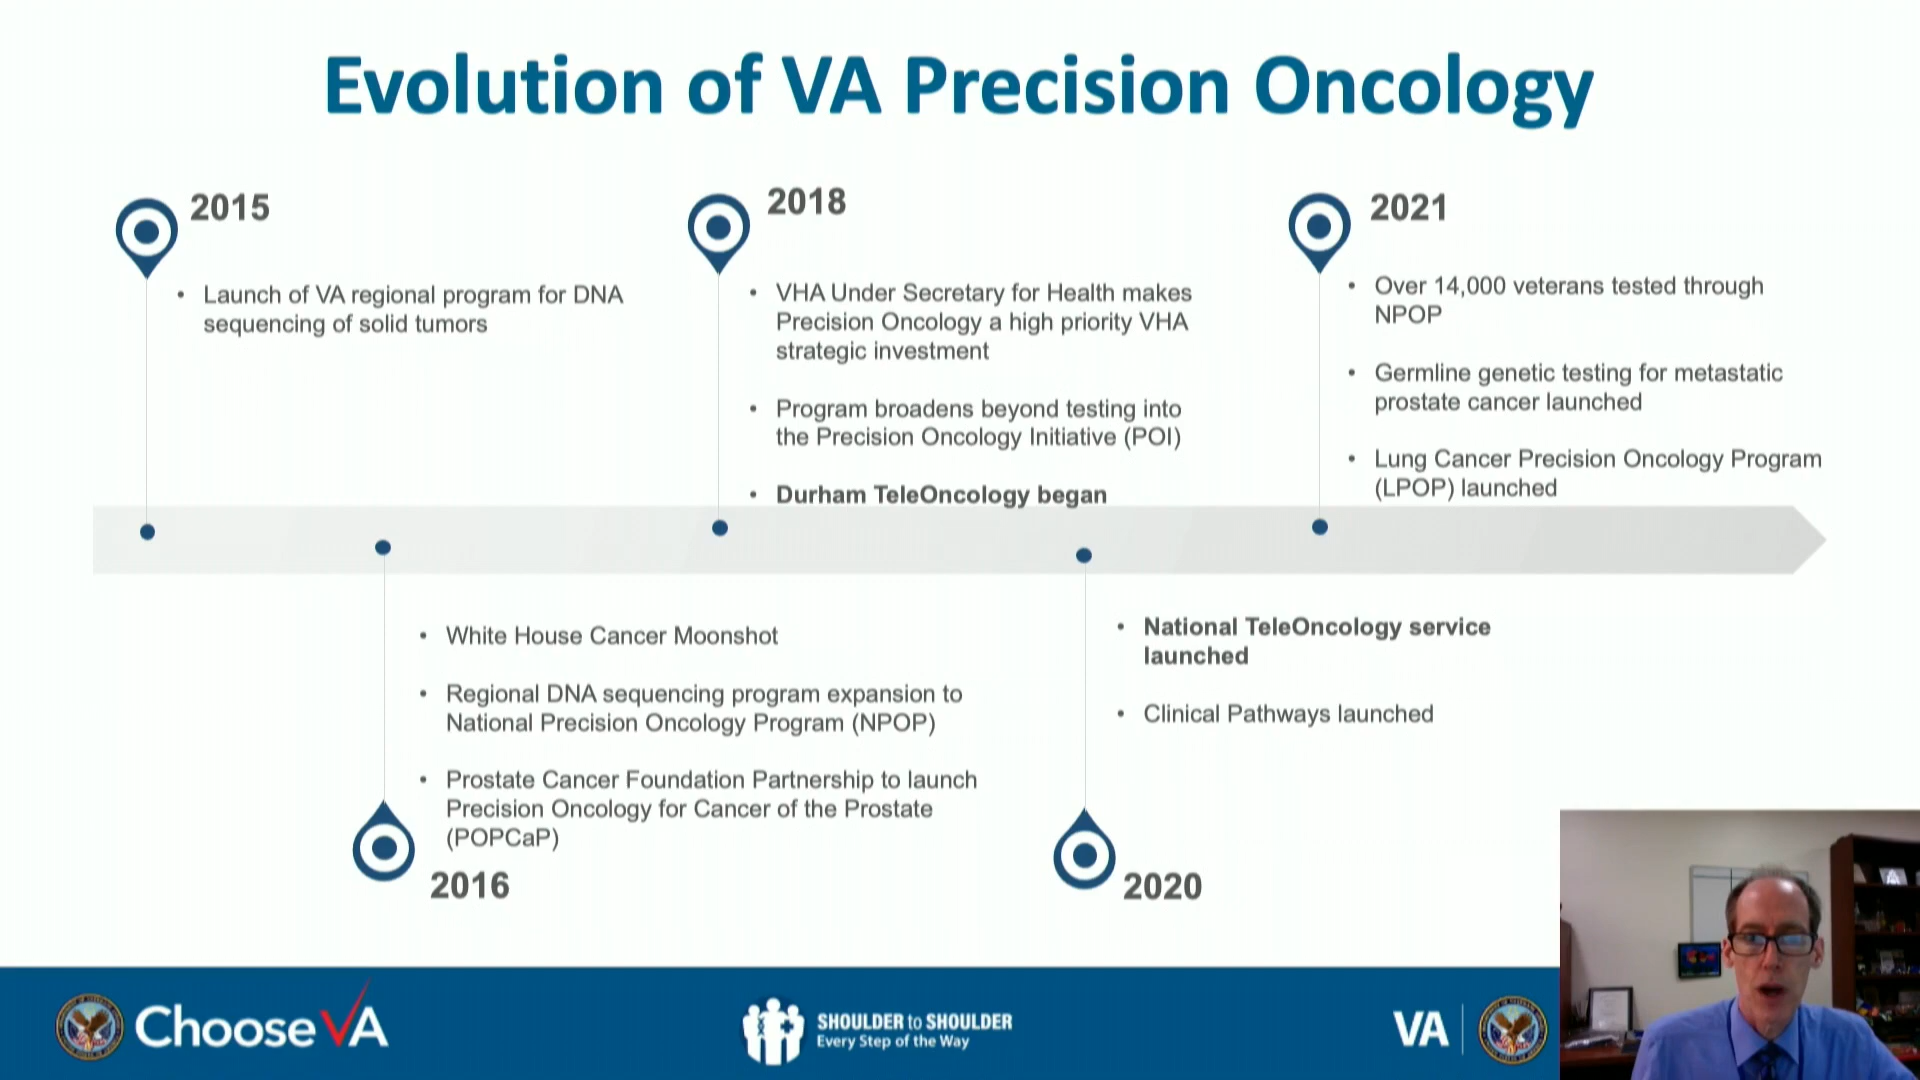 Evolution of VA Precision Oncology
2015
• Launch of VA regional program for DNA
sequencing of solid tumors
2018
• VHA Under Secretary for Health makes
Precision Oncology a high priority VHA
strategic investment
• Program broadens beyond testing into
the Precision Oncology Initiative (POI)
• Durham TeleOncology began
2021
• Over 14,000 veterans tested through
NPOP
• Germline genetic testing for metastatic
prostate cancer launched
• Lung Cancer Precision Oncology Program
(LPOP) launched
• White House Cancer Moonshot
• Regional DNA sequencing program expansion to
National Precision Oncology Program (NPOP)
• Prostate Cancer Foundation Partnership to launch
Precision Oncology for Cancer of the Prostate
(POPCaP)
2016
• National TeleOncology service
launched
• Clinical Pathways launched
2020
Choose VA
SHOULDER to SHOULDER
Every Step of the Way
VA